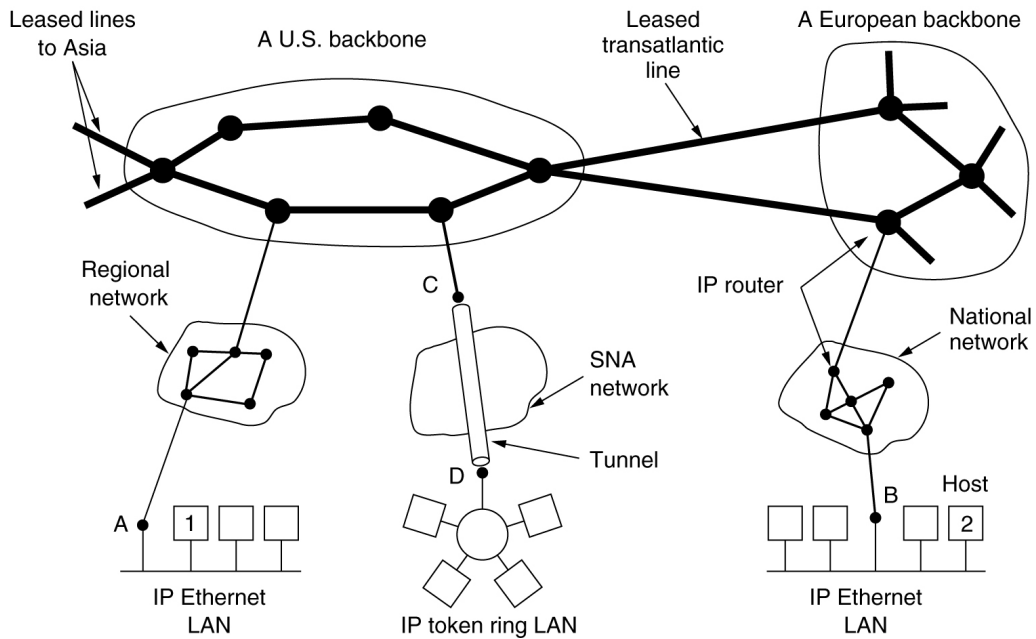 Leased lines
to Asia
A U.S. backbone
Leased
transatlantic
line
A European backbone
Regional
network
C
SNA
network
Tunnel
IP router
National
network
A
1
D
B
Host
2
IP Ethernet
LAN
IP token ring LAN
IP Ethernet
LAN